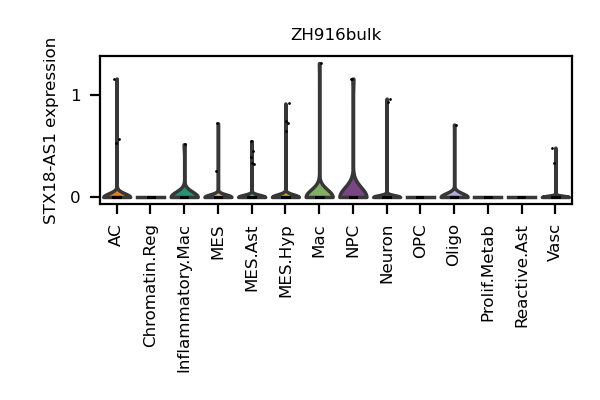 ZH916bulk
STX18-AS1 expression
1
0
AC
Chromatin.Reg
Inflammatory.Mac
MES
MES.Ast
MES.Hyp
Mac
NPC
Neuron
OPC
Oligo
Prolif.Metab
Reactive.Ast
Vasc